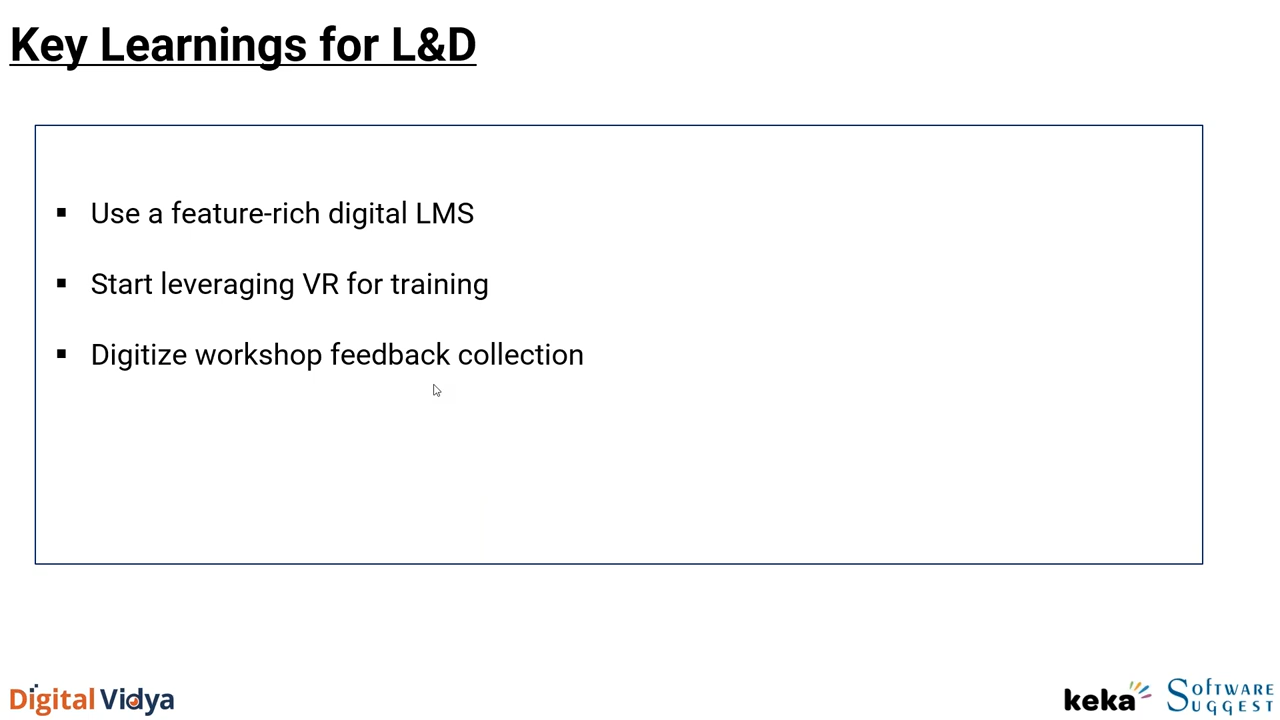 Key Learnings for L&D
▪ Use a feature-rich digital LMS
▪ Start leveraging VR for training
▪ Digitize workshop feedback collection
Digital Vidya
keka
SOFTWARE
SUGGEST